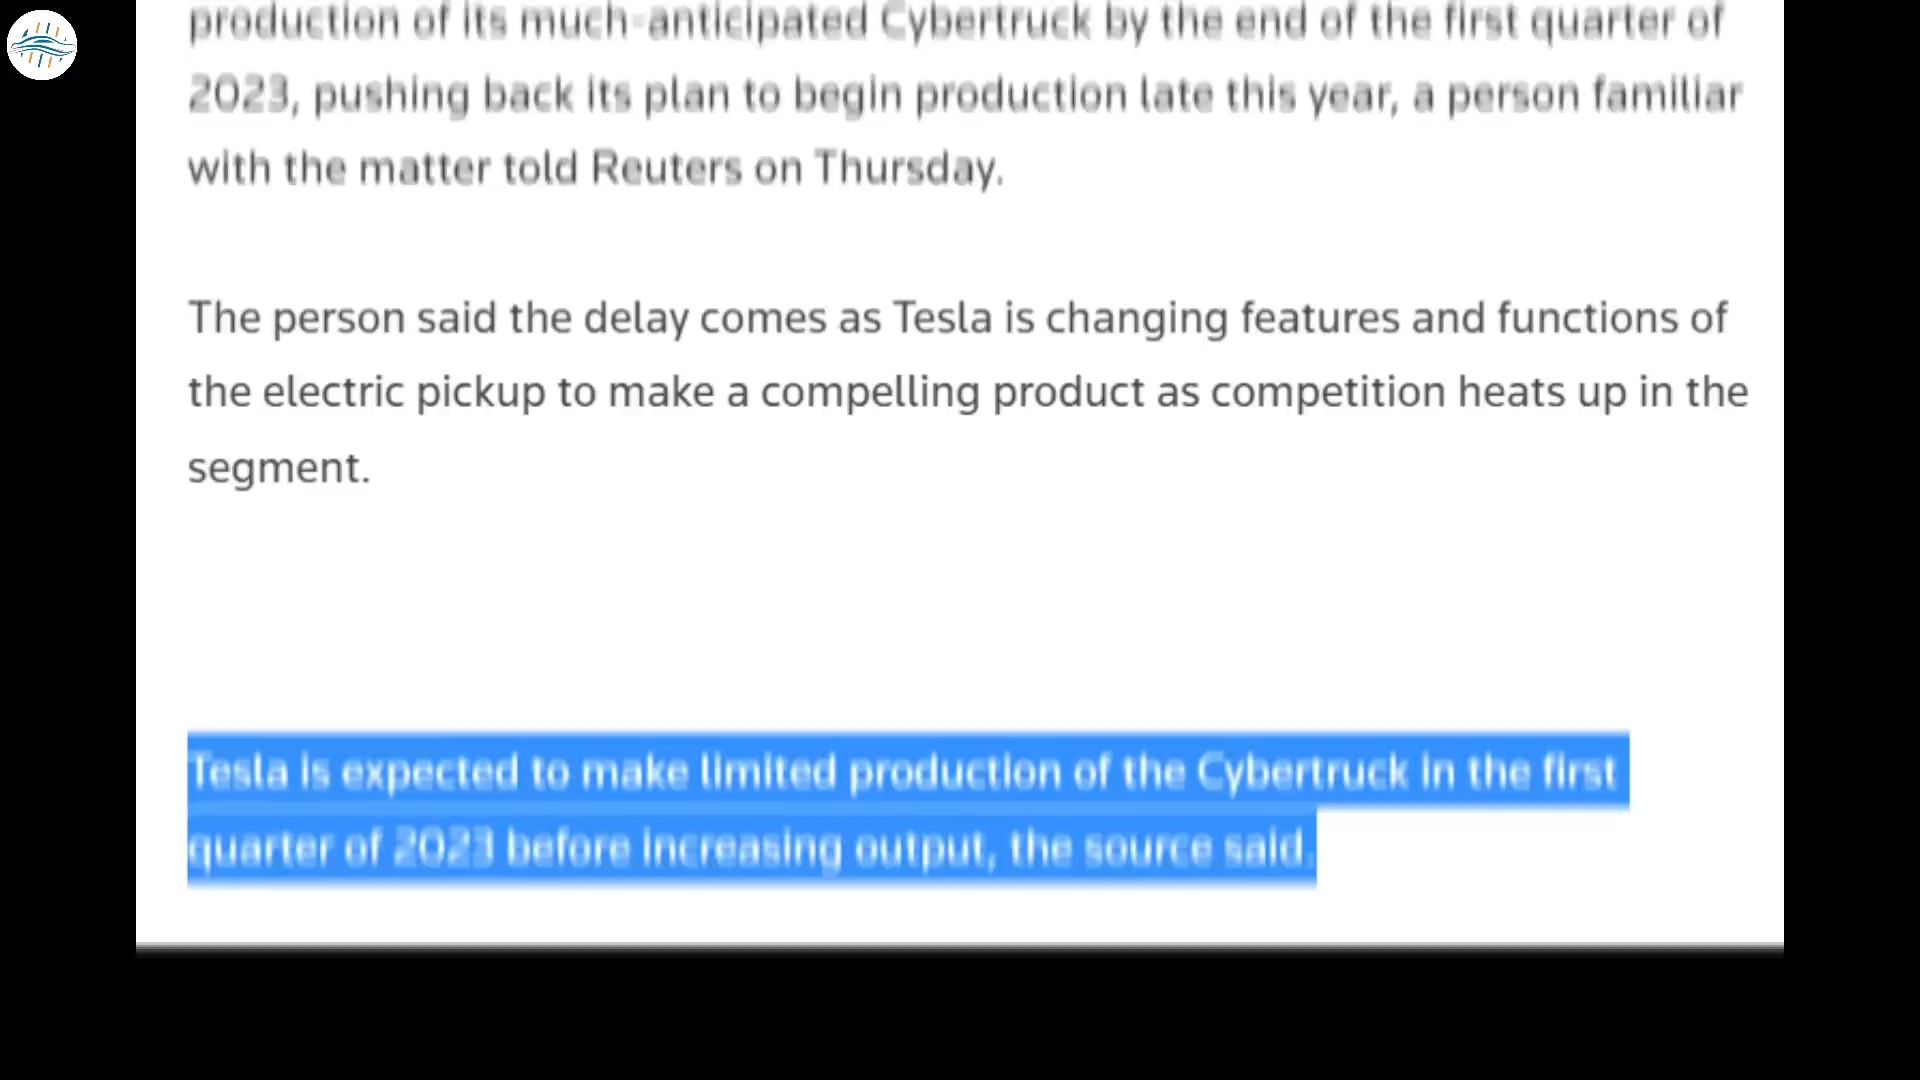 production of its much-anticipated Cybertruck by the end of the first quarter of
2023, pushing back its plan to begin production late this year, a person familiar
with the matter told Reuters on Thursday.
The person said the delay comes as Tesla is changing features and functions of
the electric pickup to make a compelling product as competition heats up in the
segment.
Tesla is expected to make limited production of the Cybertruck in the first
quarter of 2023 before increasing output, the source said.